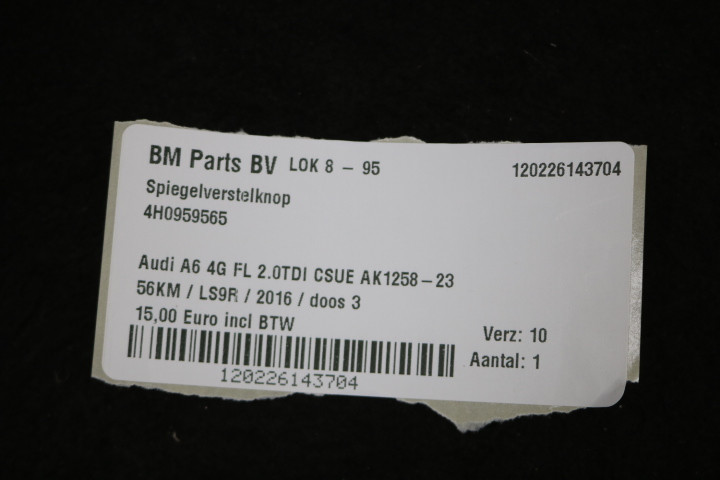 BM Parts BV LOK 8 - 95 120226143704
Spiegelverstelknop
4H0959565
Audi A6 4G FL 2.0TDI CSUE AK1258-23
56KM / LS9R / 2016 / doos 3
15,00 Euro incl BTW
Verz: 10
Aantal: 1
120226143704